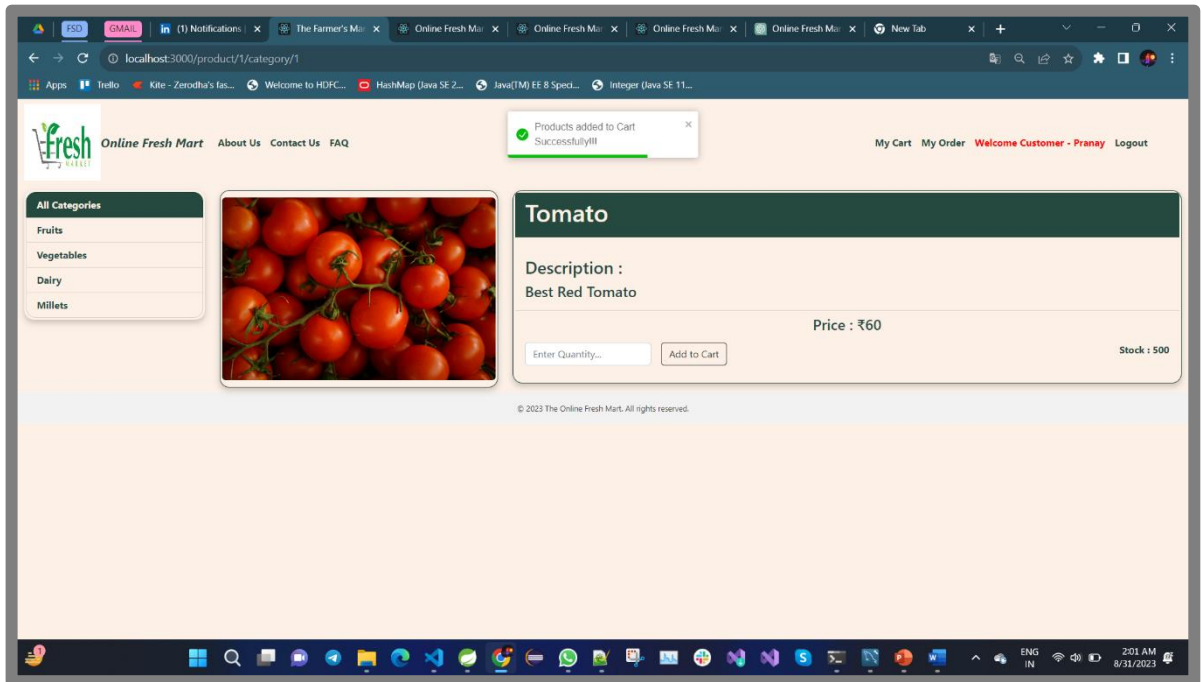 FSD GMAIL (1) Notifications | The Farmer's Mar Online Fresh Mar Online Fresh Mar Online Fresh Mar Online Fresh Mar New Tab
localhost:3000/product/1/category/1
Apps Trello Kite - Zerodha's fas... Welcome to HDFC... HashMap (Java SE 2... Java(TM) EE 8 Speci... Integer (Java SE 11...
Products added to Cart
Successfully!!!
Fresh
MARKET
Online Fresh Mart About Us Contact Us FAQ
My Cart My Order Welcome Customer - Pranay Logout
All Categories
Fruits
Vegetables
Dairy
Millets
Tomato
Description :
Best Red Tomato
Price : ₹60
Enter Quantity... Add to Cart
Stock : 500
© 2023 The Online Fresh Mart. All rights reserved.
ENG
IN
2:01 AM
8/31/2023